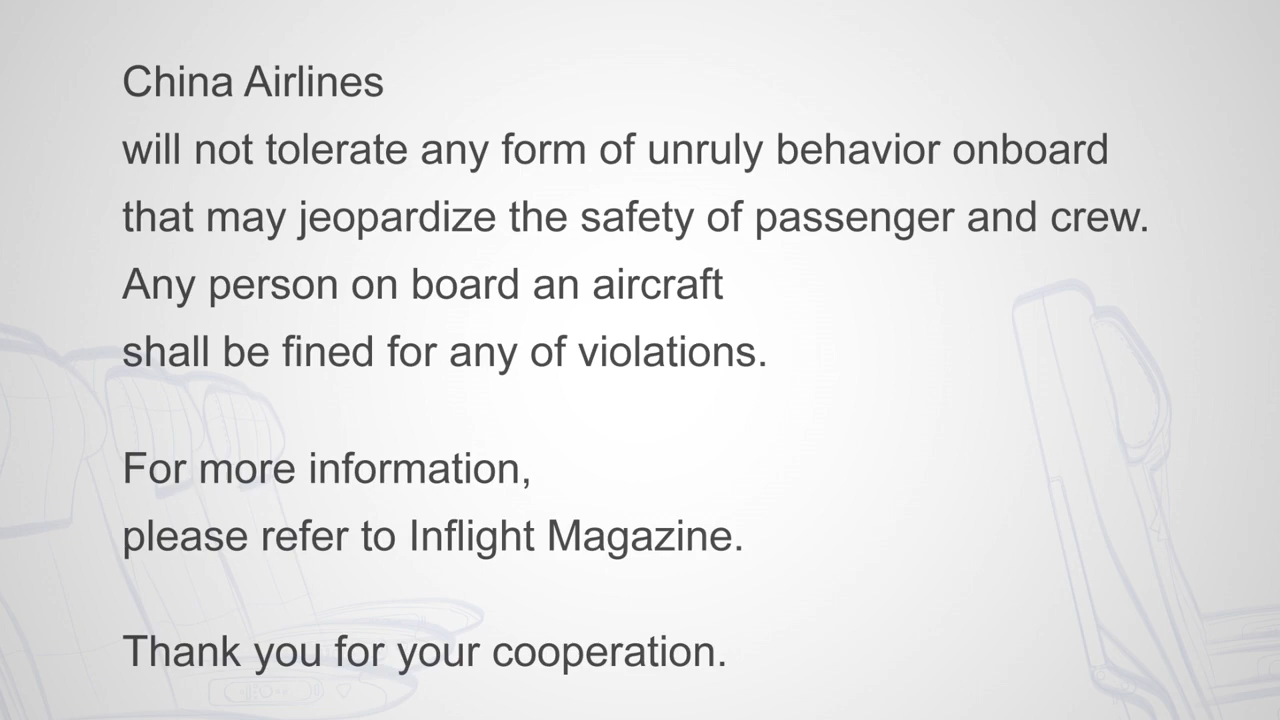 China Airlines
will not tolerate any form of unruly behavior onboard
that may jeopardize the safety of passenger and crew.
Any person on board an aircraft
shall be fined for any of violations.
For more information,
please refer to Inflight Magazine.
Thank you for your cooperation.